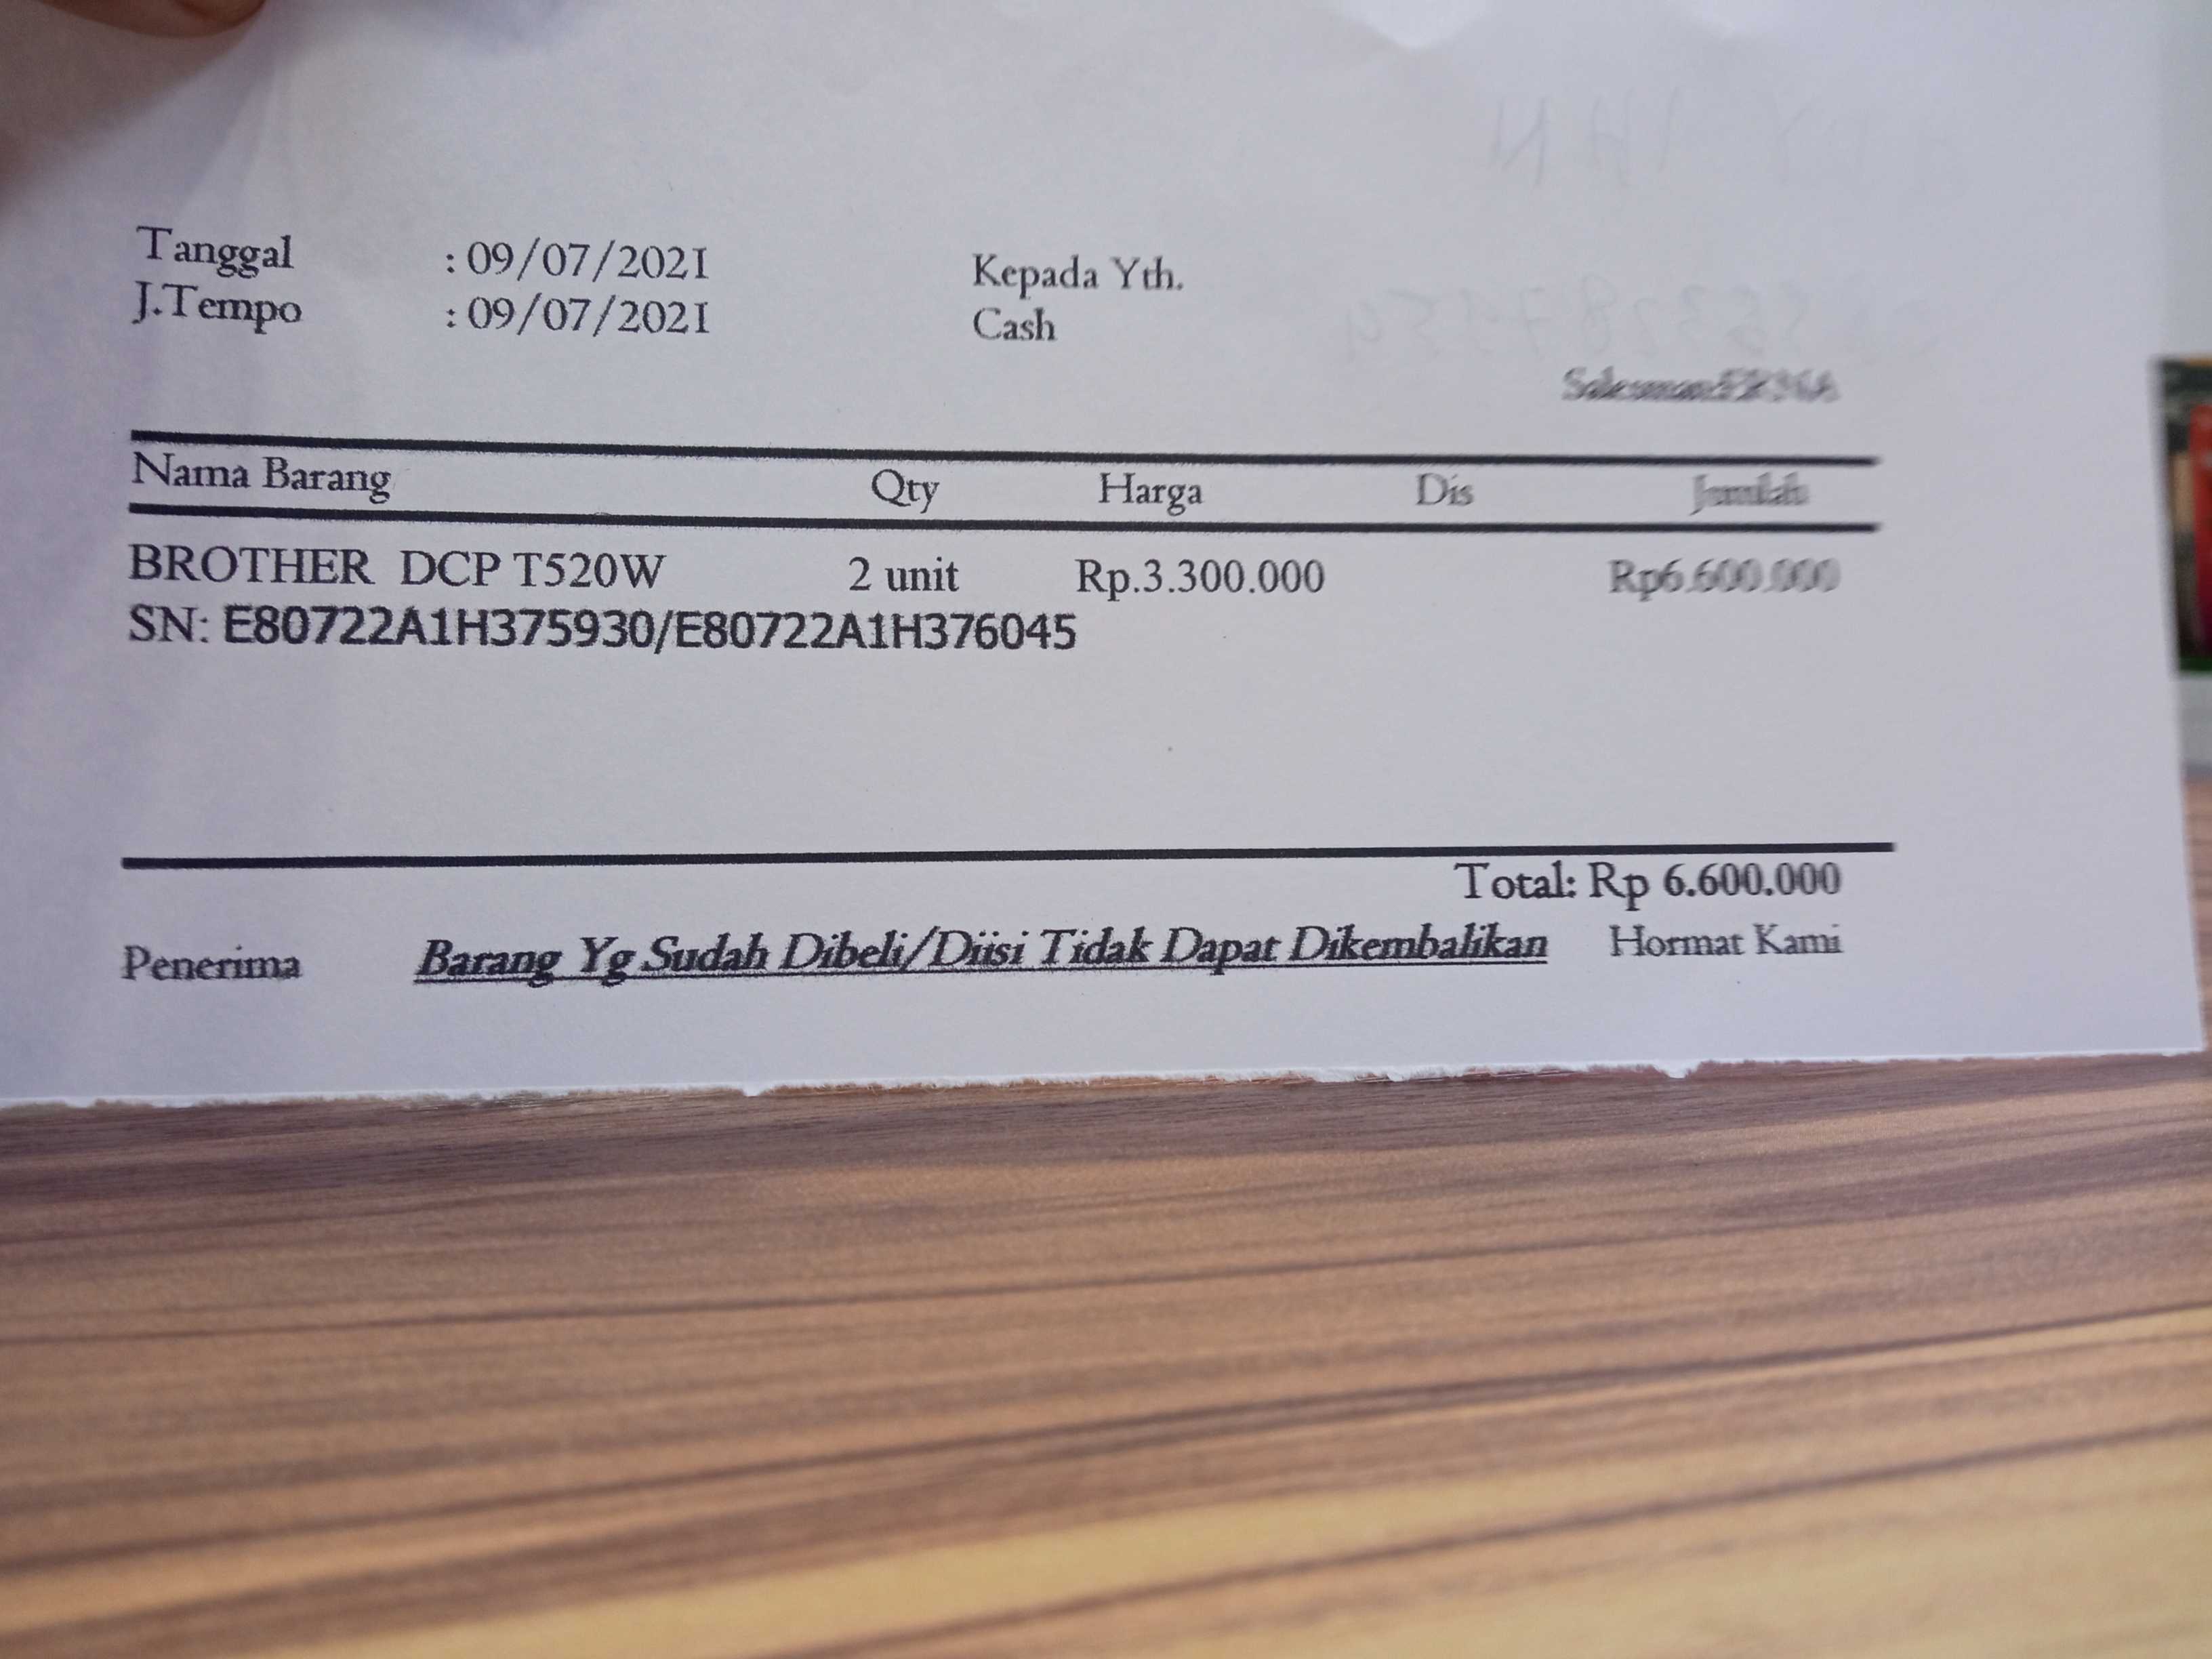 Tanggal : 09/07/2021 Kepada Yth.
J.Tempo : 09/07/2021 Cash
Nama Barang Qty Harga Dis Jumlah
BROTHER DCP T520W 2 unit Rp.3.300.000 Rp6.600.000
SN: E80722A1H375930/E80722A1H376045
Total: Rp 6.600.000
Penerima Barang Yg Sudah Dibeli/Diisi Tidak Dapat Dikembalikan Hormat Kami